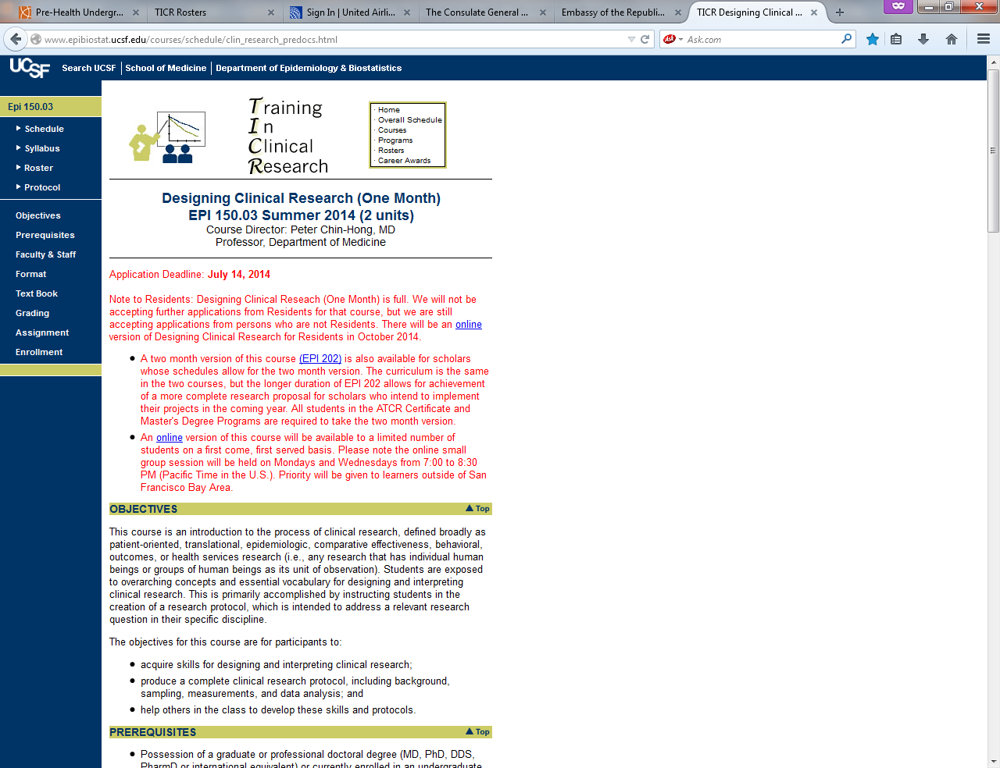 Pre-Health Undergr...
TICR Rosters
Sign In | United Airli...
The Consulate General ...
Embassy of the Republi...
TICR Designing Clinical ...
www.epibiostat.ucsf.edu/courses/schedule/clin_research_predocs.html
Ask
Ask.com
UCSF
Search UCSF
School of Medicine
Department of Epidemiology & Biostatistics
Epi 150.03
Schedule
Syllabus
Roster
Protocol
Objectives
Prerequisites
Faculty & Staff
Format
Text Book
Grading
Assignment
Enrollment
Training
In
Clinical
Research
· Home
· Overall Schedule
· Courses
· Programs
· Rosters
· Career Awards
Designing Clinical Research (One Month)
EPI 150.03 Summer 2014 (2 units)
Course Director: Peter Chin-Hong, MD
Professor, Department of Medicine
Application Deadline: July 14, 2014
Note to Residents: Designing Clinical Reseach (One Month) is full. We will not be
accepting further applications from Residents for that course, but we are still
accepting applications from persons who are not Residents. There will be an online
version of Designing Clinical Research for Residents in October 2014.
• A two month version of this course (EPI 202) is also available for scholars
whose schedules allow for the two month version. The curriculum is the same
in the two courses, but the longer duration of EPI 202 allows for achievement
of a more complete research proposal for scholars who intend to implement
their projects in the coming year. All students in the ATCR Certificate and
Master's Degree Programs are required to take the two month version.
• An online version of this course will be available to a limited number of
students on a first come, first served basis. Please note the online small
group session will be held on Mondays and Wednesdays from 7:00 to 8:30
PM (Pacific Time in the U.S.). Priority will be given to learners outside of San
Francisco Bay Area.
OBJECTIVES
Top
This course is an introduction to the process of clinical research, defined broadly as
patient-oriented, translational, epidemiologic, comparative effectiveness, behavioral,
outcomes, or health services research (i.e., any research that has individual human
beings or groups of human beings as its unit of observation). Students are exposed
to overarching concepts and essential vocabulary for designing and interpreting
clinical research. This is primarily accomplished by instructing students in the
creation of a research protocol, which is intended to address a relevant research
question in their specific discipline.
The objectives for this course are for participants to:
• acquire skills for designing and interpreting clinical research;
• produce a complete clinical research protocol, including background,
sampling, measurements, and data analysis; and
• help others in the class to develop these skills and protocols.
PREREQUISITES
Top
• Possession of a graduate or professional doctoral degree (MD, PhD, DDS,
PharmD or international equivalent) or currently enrolled in an undergraduate